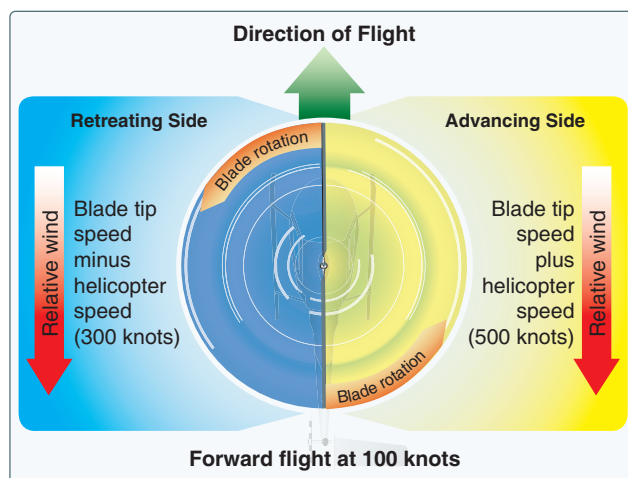 Direction of Flight
Retreating Side
Advancing Side
Blade rotation
Relative wind
Blade tip
speed
minus
helicopter
speed
(300 knots)
Blade tip
speed
plus
helicopter
speed
(500 knots)
Relative wind
Blade rotation
Forward flight at 100 knots